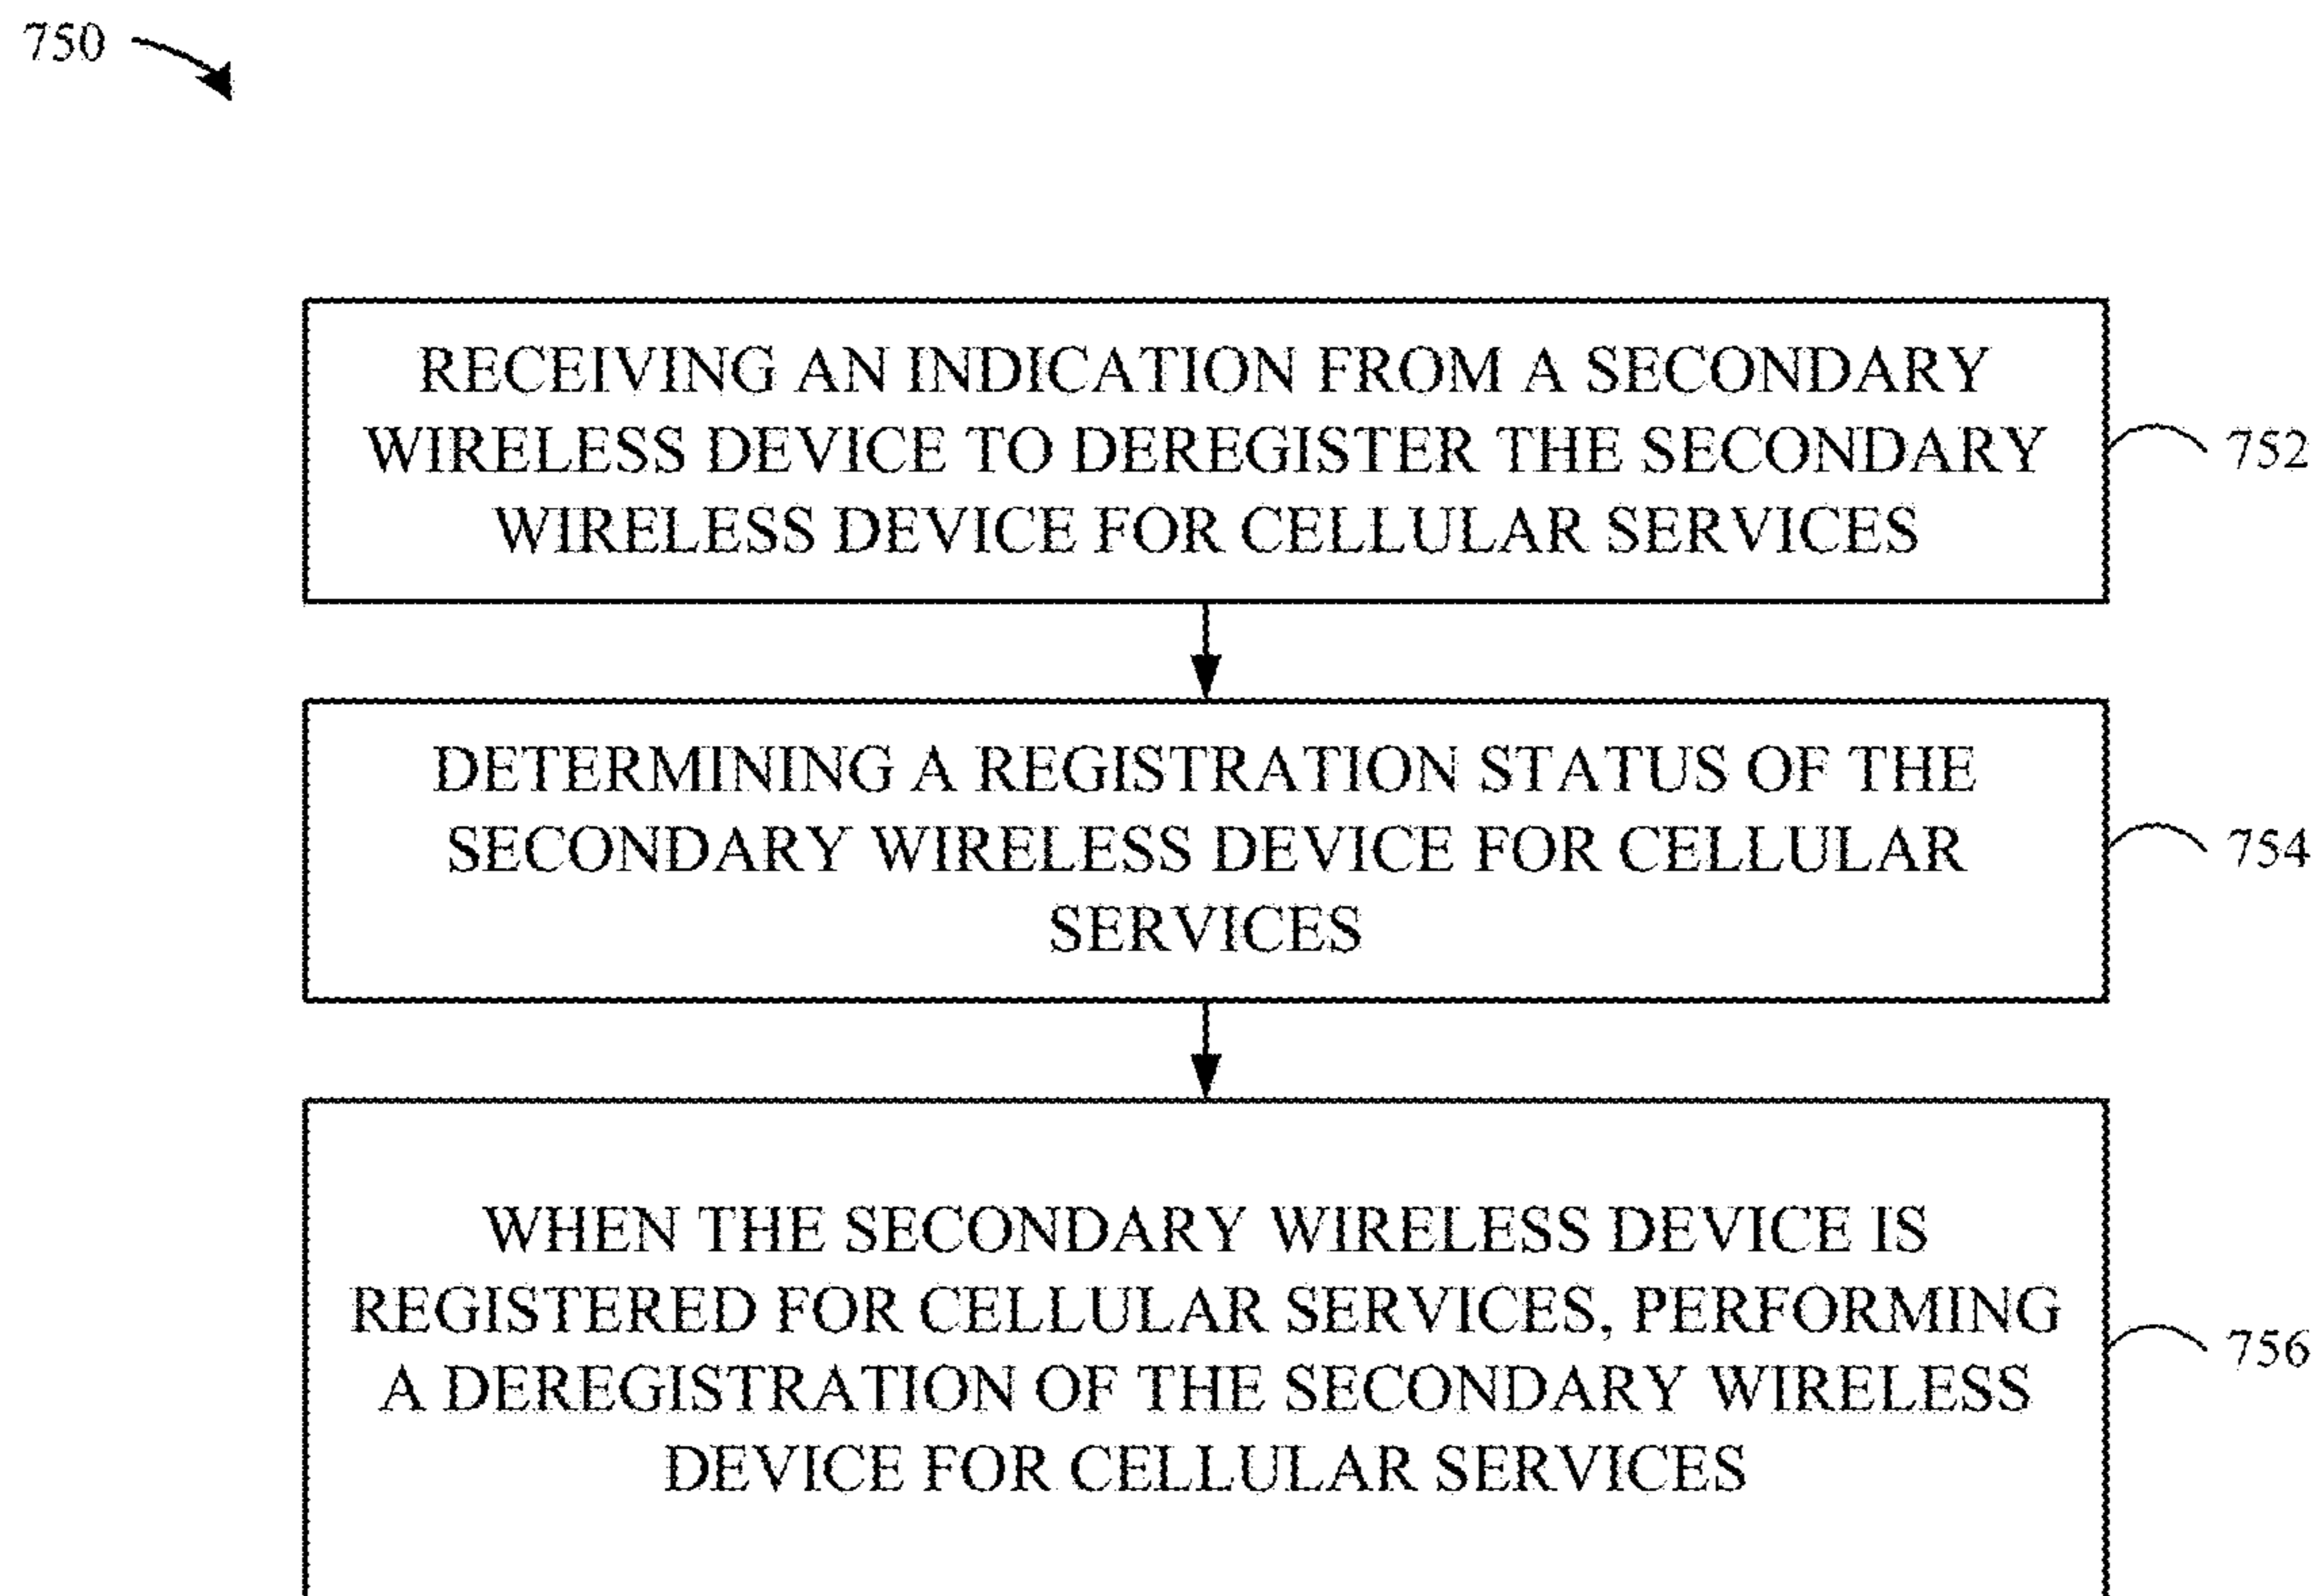 750
RECEIVING AN INDICATION FROM A SECONDARY
WIRELESS DEVICE TO DEREGISTER THE SECONDARY
WIRELESS DEVICE FOR CELLULAR SERVICES
752
DETERMINING A REGISTRATION STATUS OF THE
SECONDARY WIRELESS DEVICE FOR CELLULAR
SERVICES
754
WHEN THE SECONDARY WIRELESS DEVICE IS
REGISTERED FOR CELLULAR SERVICES, PERFORMING
A DEREGISTRATION OF THE SECONDARY WIRELESS
DEVICE FOR CELLULAR SERVICES
756